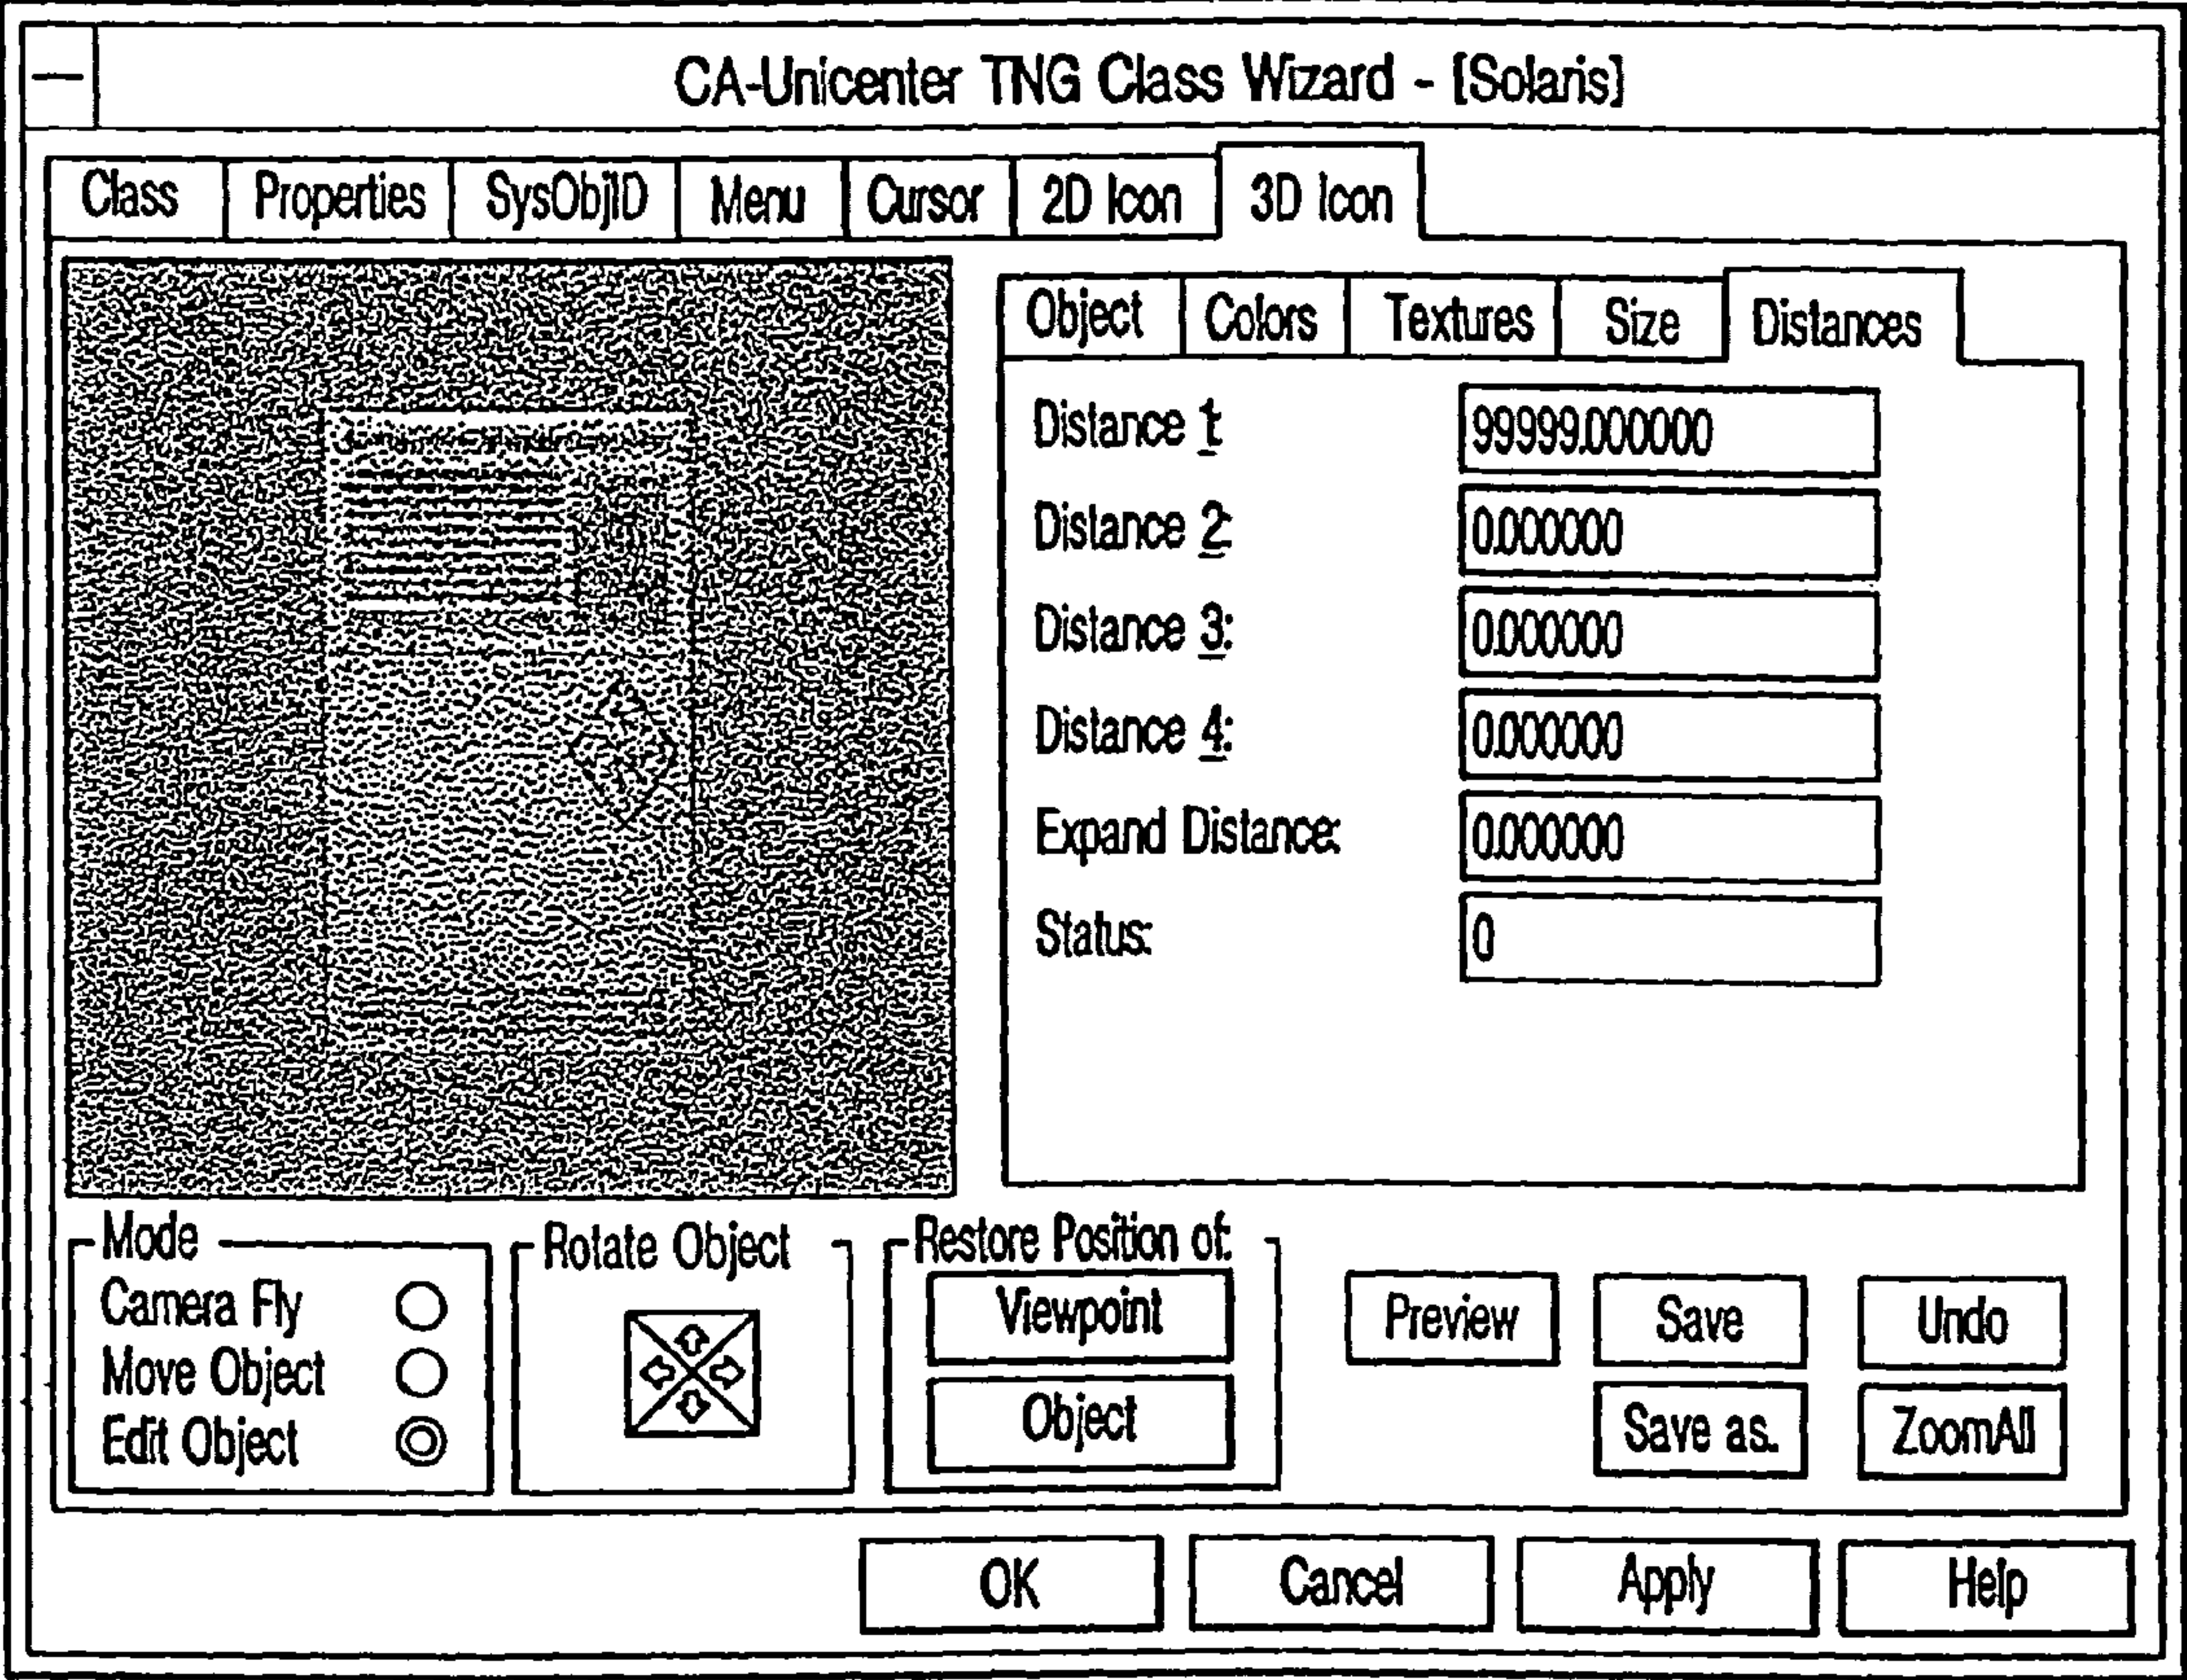 CA-Unicenter TNG Class Wizard - [Solaris]
Class Properties SysObjID Menu Cursor 2D Icon 3D Icon
Object Colors Textures Size Distances
Distance 1: 99999.000000
Distance 2: 0.000000
Distance 3: 0.000000
Distance 4: 0.000000
Expand Distance: 0.000000
Status: 0
Mode
Camera Fly
Move Object
Edit Object
Rotate Object
Restore Position of:
Viewpoint
Object
Preview Save Undo
Save as. ZoomAll
OK Cancel Apply Help